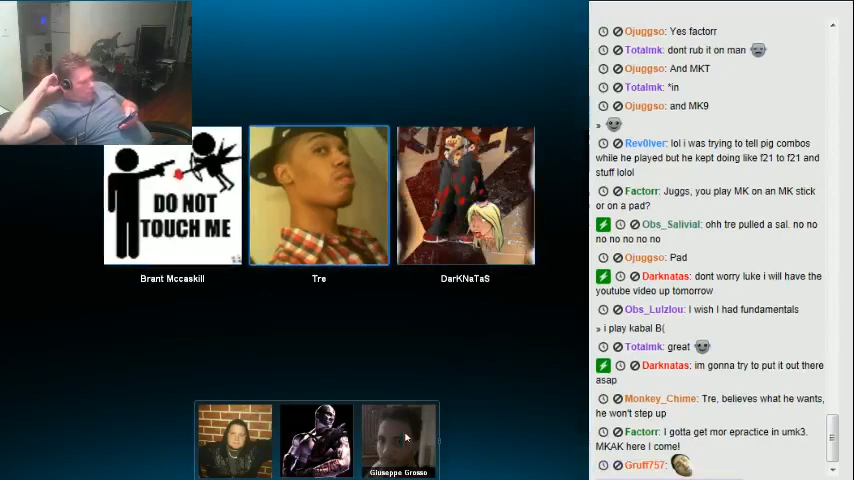 DO NOT
TOUCH ME
Brant Mccaskill
Tre
DarKNaTaS
Giuseppe Grosso
Ojuggso: Yes factorr
Totalmk: dont rub it on man
Ojuggso: And MKT
Totalmk: *in
Ojuggso: and MK9
»
Rev0lver: lol i was trying to tell pig combos
while he played but he kept doing like f21 to f21 and
stuff lolol
Factorr: Juggs, you play MK on an MK stick
or on a pad?
Obs_Salivial: ohh tre pulled a sal. no no
no no no no no
Ojuggso: Pad
Darknatas: dont worry luke i will have the
youtube video up tomorrow
Obs_Lulzlou: I wish I had fundamentals
» i play kabal B(
Totalmk: great
Darknatas: im gonna try to put it out there
asap
Monkey_Chime: Tre, believes what he wants,
he won't step up
Factorr: I gotta get mor epractice in umk3.
MKAK here I come!
Gruff757: